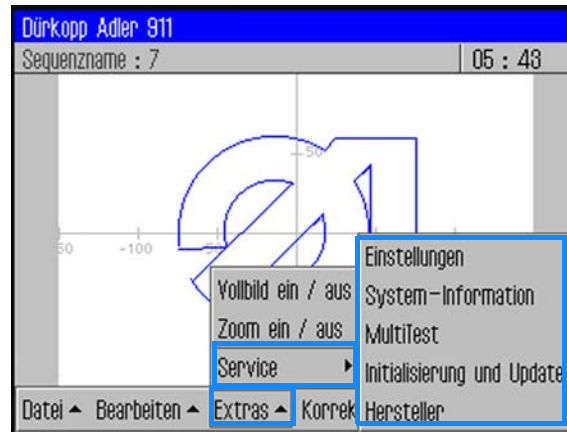 Dürkopp Adler 911
Sequenzname : 7
05 : 43
50
50
-100
Einstellungen
Vollbild ein / aus
System-Information
Zoom ein / aus
MultiTest
Service
Initialisierung und Update
Datei Bearbeiten Extras Korrek
Hersteller